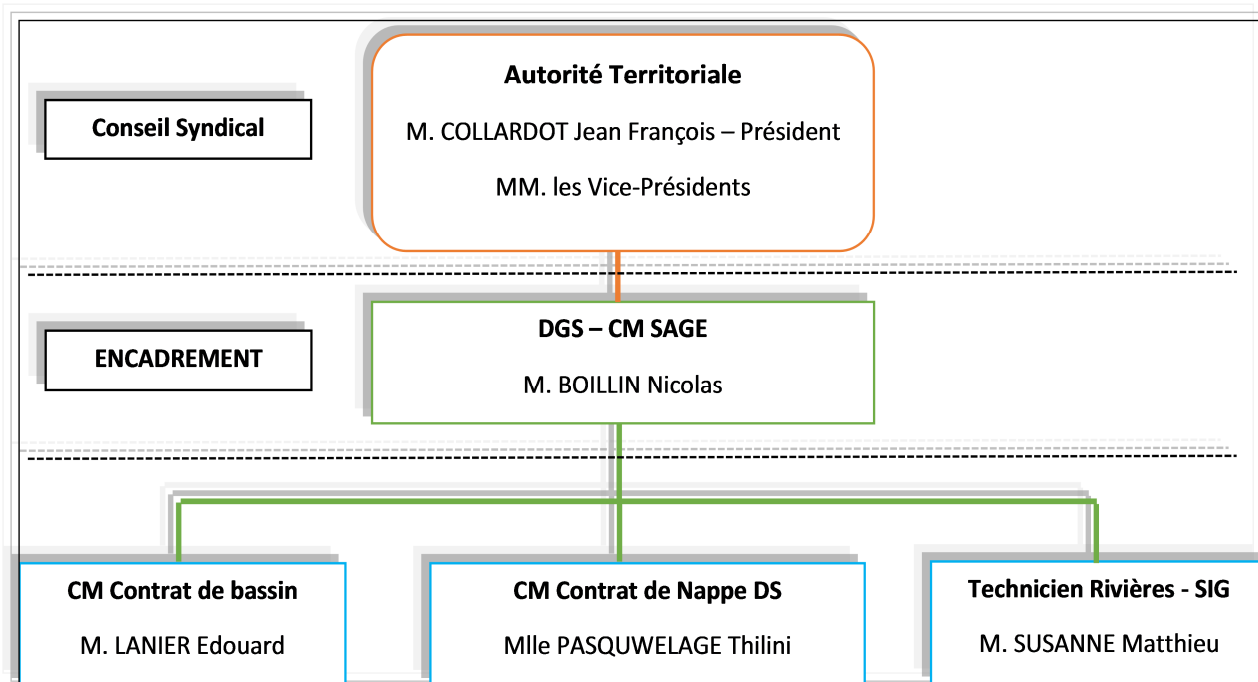 Autorité Territoriale
Conseil Syndical
M. COLLARDOT Jean François – Président
MM. les Vice-Présidents
DGS – CM SAGE
ENCADREMENT
M. BOILLIN Nicolas
CM Contrat de bassin
M. LANIER Edouard
CM Contrat de Nappe DS
Mlle PASQUWELAGE Thilini
Technicien Rivières - SIG
M. SUSANNE Matthieu